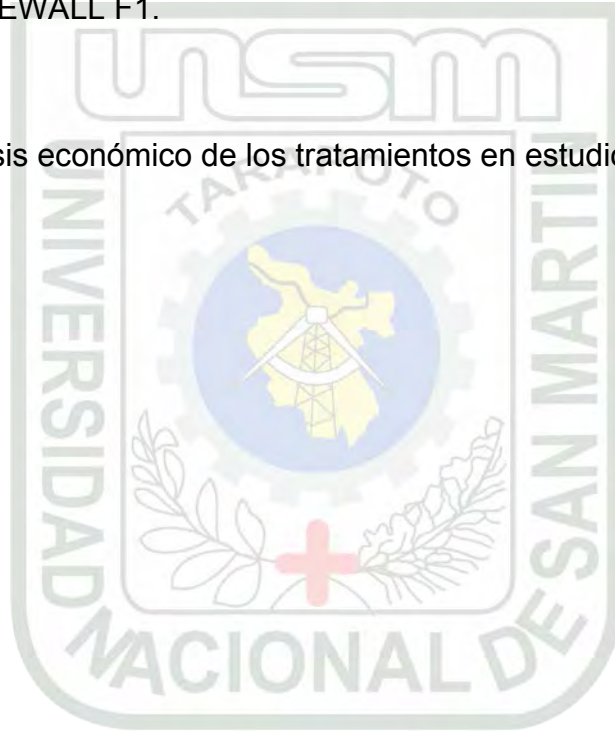 EWALL F1.
unsm
sis económico de los tratamientos en estudio
TARAPOTO
UNIVERSIDAD
NACIONAL DE
SAN MARTIN